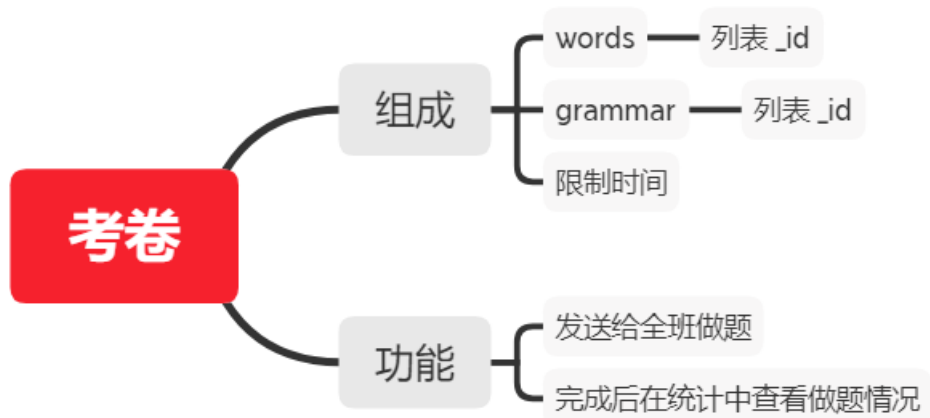 考卷
组成
words
列表 _id
grammar
列表 _id
限制时间
功能
发送给全班做题
完成后在统计中查看做题情况